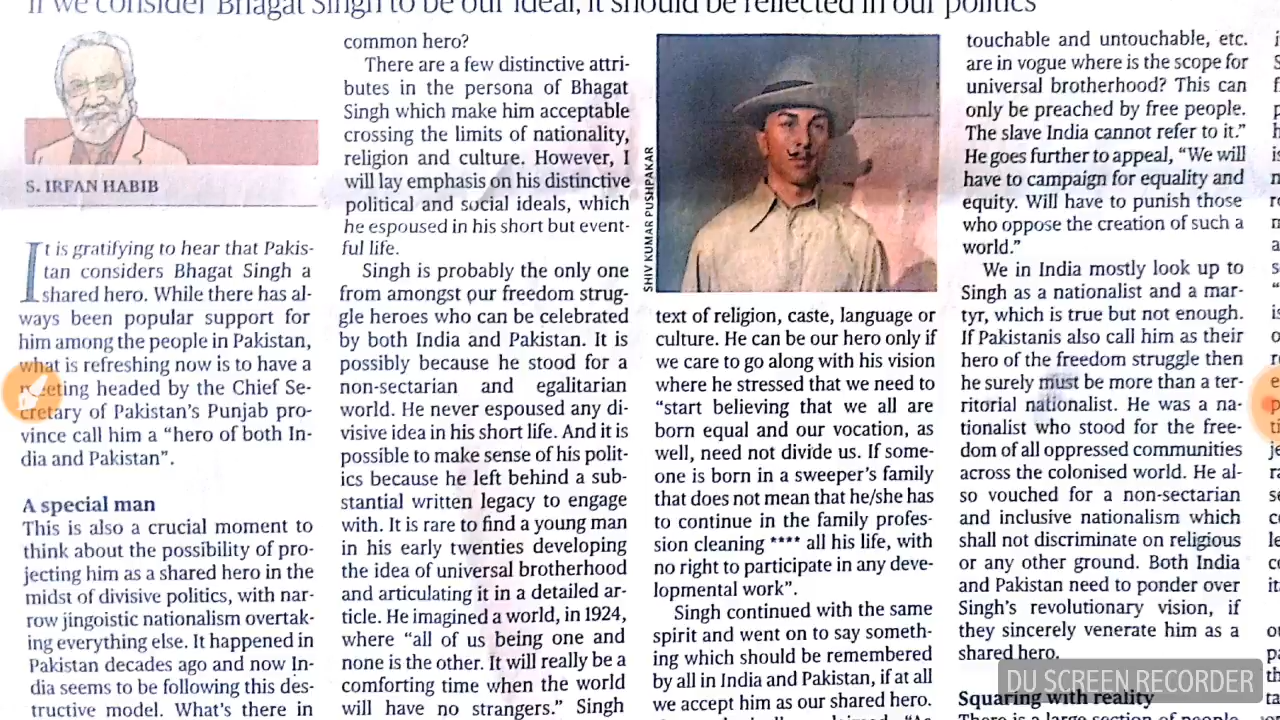 If we consider Bhagat Singh to be our ideal, it should be reflected in our politics
S. IRFAN HABIB
It is gratifying to hear that Pakis-
tan considers Bhagat Singh a
shared hero. While there has al-
ways been popular support for
him among the people in Pakistan,
what is refreshing now is to have a
meeting headed by the Chief Se-
cretary of Pakistan's Punjab pro-
vince call him a “hero of both In-
dia and Pakistan”.
A special man
This is also a crucial moment to
think about the possibility of pro-
jecting him as a shared hero in the
midst of divisive politics, with nar-
row jingoistic nationalism overtak-
ing everything else. It happened in
Pakistan decades ago and now In-
dia seems to be following this des-
tructive model. What's there in
common hero?
There are a few distinctive attri-
butes in the persona of Bhagat
Singh which make him acceptable
crossing the limits of nationality,
religion and culture. However, I
will lay emphasis on his distinctive
political and social ideals, which
he espoused in his short but event-
ful life.
Singh is probably the only one
from amongst our freedom strug-
gle heroes who can be celebrated
by both India and Pakistan. It is
possibly because he stood for a
non-sectarian and egalitarian
world. He never espoused any di-
visive idea in his short life. And it is
possible to make sense of his polit-
ics because he left behind a sub-
stantial written legacy to engage
with. It is rare to find a young man
in his early twenties developing
the idea of universal brotherhood
and articulating it in a detailed ar-
ticle. He imagined a world, in 1924,
where “all of us being one and
none is the other. It will really be a
comforting time when the world
will have no strangers.” Singh
SHIV KUMAR PUSHPAKAR
text of religion, caste, language or
culture. He can be our hero only if
we care to go along with his vision
where he stressed that we need to
“start believing that we all are
born equal and our vocation, as
well, need not divide us. If some-
one is born in a sweeper's family
that does not mean that he/she has
to continue in the family profes-
sion cleaning **** all his life, with
no right to participate in any deve-
lopmental work”.
Singh continued with the same
spirit and went on to say someth-
ing which should be remembered
by all in India and Pakistan, if at all
we accept him as our shared hero.
touchable and untouchable, etc.
are in vogue where is the scope for
universal brotherhood? This can
only be preached by free people.
The slave India cannot refer to it.”
He goes further to appeal, “We will
have to campaign for equality and
equity. Will have to punish those
who oppose the creation of such a
world.”
We in India mostly look up to
Singh as a nationalist and a mar-
tyr, which is true but not enough.
If Pakistanis also call him as their
hero of the freedom struggle then
he surely must be more than a ter-
ritorial nationalist. He was a na-
tionalist who stood for the free-
dom of all oppressed communities
across the colonised world. He al-
so vouched for a non-sectarian
and inclusive nationalism which
shall not discriminate on religious
or any other ground. Both India
and Pakistan need to ponder over
Singh's revolutionary vision, if
they sincerely venerate him as a
shared hero.
Squaring with reality
There is a large section of people
DU SCREEN RECORDER